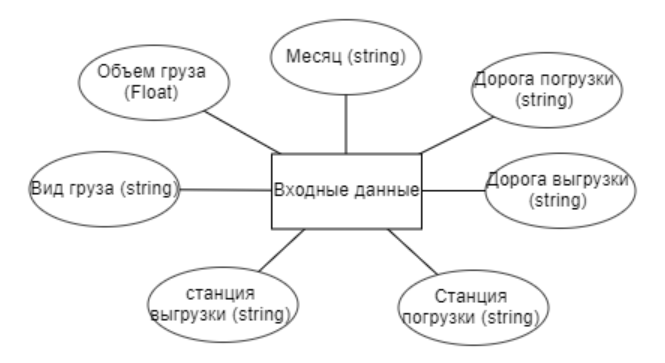 Месяц (string)
Объем груза
(Float)
Дорога погрузки
(string)
Вид груза (string)
Входные данные
Дорога выгрузки
(string)
станция
выгрузки (string)
Станция
погрузки (string)